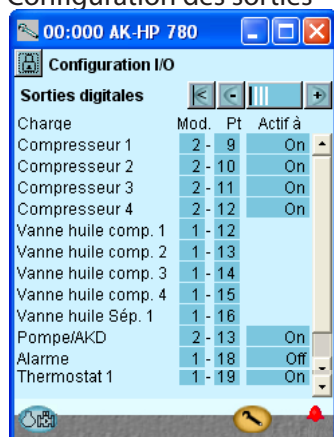 Configuration des sorties
00:000 AK-HP 780
Configuration I/O
Sorties digitales
Charge Mod. Pt Actif à
Compresseur 1 2 - 9 On
Compresseur 2 2 - 10 On
Compresseur 3 2 - 11 On
Compresseur 4 2 - 12 On
Vanne huile comp. 1 1 - 12
Vanne huile comp. 2 1 - 13
Vanne huile comp. 3 1 - 14
Vanne huile comp. 4 1 - 15
Vanne huile Sép. 1 1 - 16
Pompe/AKD 2 - 13 On
Alarme 1 - 18 Off
Thermostat 1 1 - 19 On